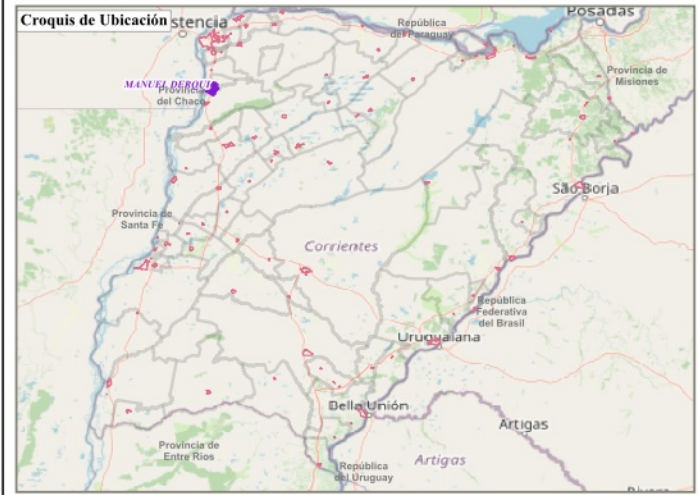 Croquis de Ubicación
stencia
Posadas
República
del Paraguay
Provincia de
Misiones
MANUEL DERQUI
Provincia
del Chaco
São Borja
Provincia de
Santa Fe
Corrientes
República
Federativa
del Brasil
Uruguaiana
Bella Unión
Artigas
Provincia de
Entre Rios
Artigas
República
del Uruguay